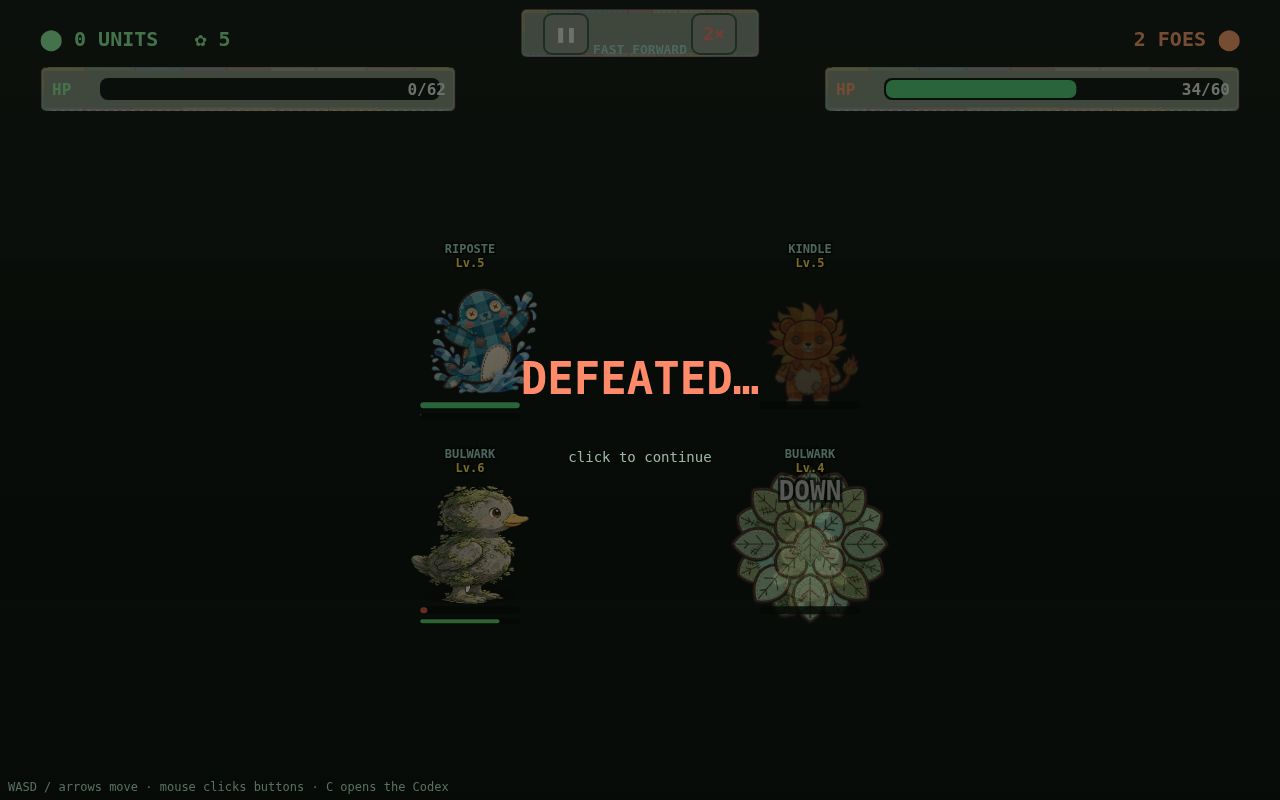 0 UNITS ✿ 5
❚❚ FAST FORWARD 2×
2 FOES
HP 0/62
HP 34/60
RIPOSTE
Lv.5
KINDLE
Lv.5
DEFEATED…
click to continue
BULWARK
Lv.6
BULWARK
Lv.4
DOWN
WASD / arrows move · mouse clicks buttons · C opens the Codex